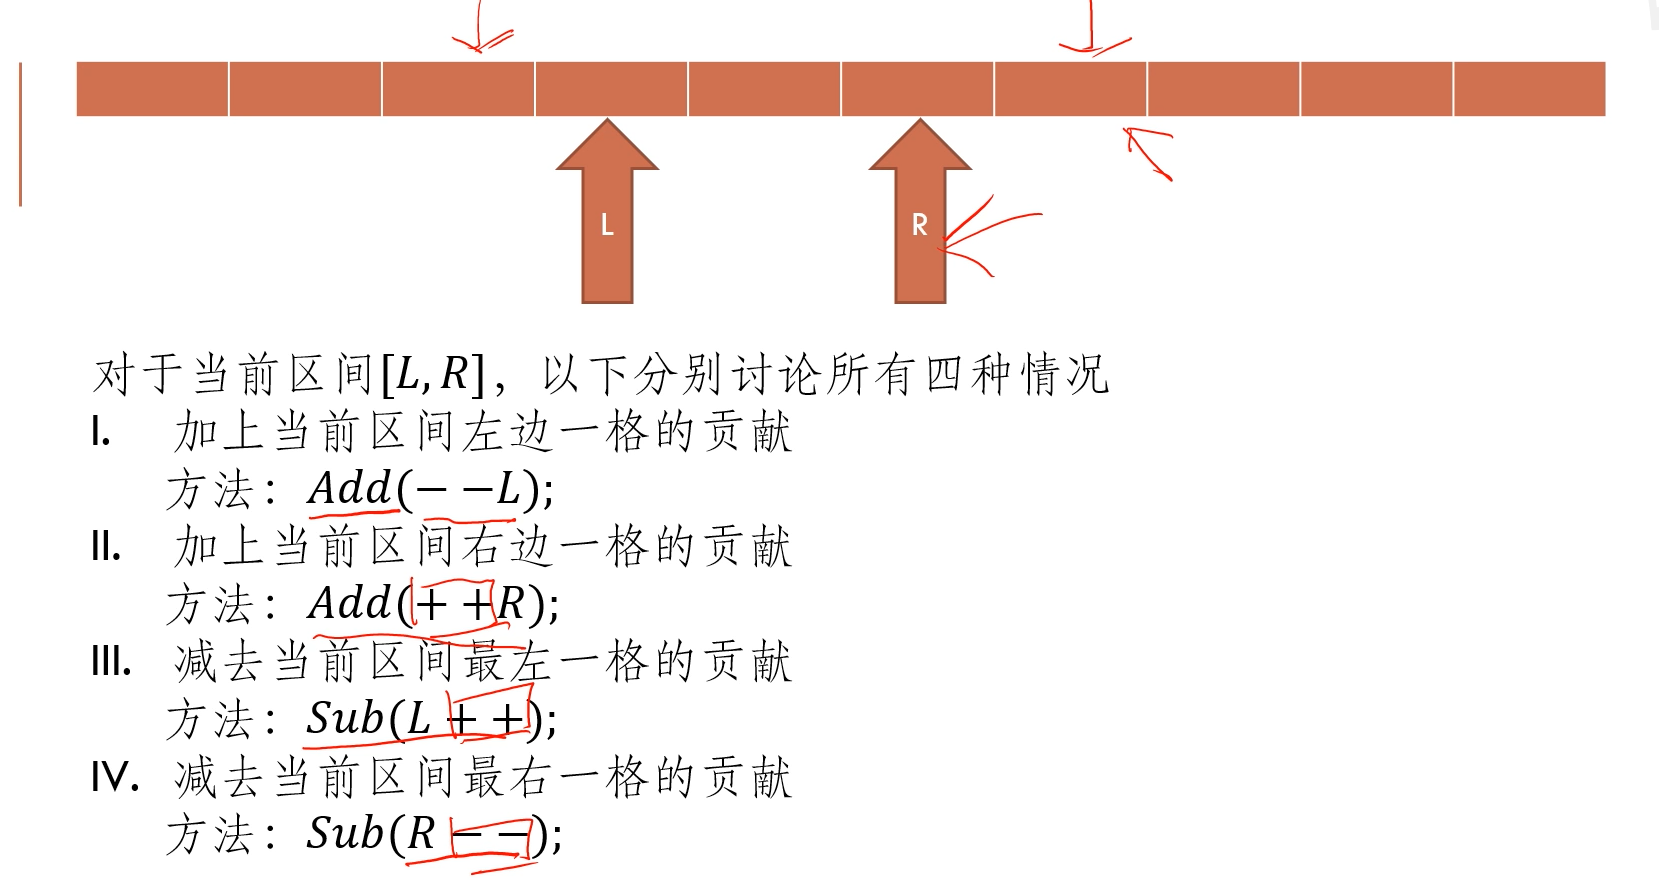 L
R
对于当前区间[L, R]，以下分别讨论所有四种情况
I. 加上当前区间左边一格的贡献
方法：Add(− −L);
II. 加上当前区间右边一格的贡献
方法：Add(+ +R);
III. 减去当前区间最左一格的贡献
方法：Sub(L + +);
IV. 减去当前区间最右一格的贡献
方法：Sub(R − −);